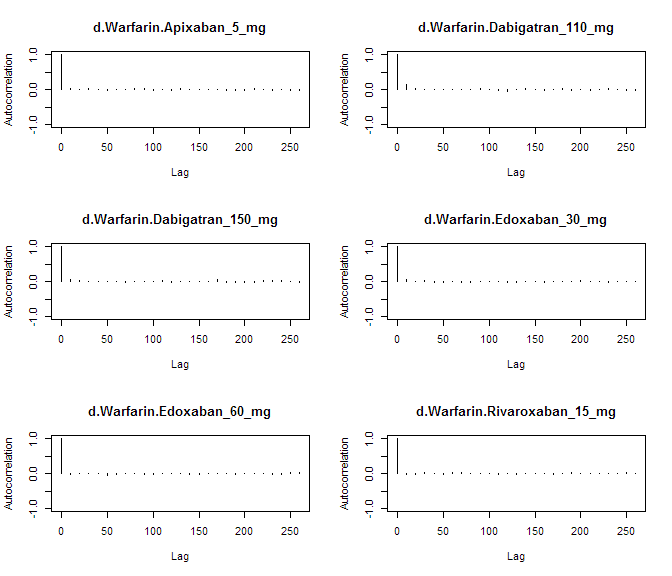 d.Warfarin.Apixaban_5_mg
Autocorrelation
1.0
0.0
-1.0
0 50 100 150 200 250
Lag
d.Warfarin.Dabigatran_110_mg
Autocorrelation
1.0
0.0
-1.0
0 50 100 150 200 250
Lag
d.Warfarin.Dabigatran_150_mg
Autocorrelation
1.0
0.0
-1.0
0 50 100 150 200 250
Lag
d.Warfarin.Edoxaban_30_mg
Autocorrelation
1.0
0.0
-1.0
0 50 100 150 200 250
Lag
d.Warfarin.Edoxaban_60_mg
Autocorrelation
1.0
0.0
-1.0
0 50 100 150 200 250
Lag
d.Warfarin.Rivaroxaban_15_mg
Autocorrelation
1.0
0.0
-1.0
0 50 100 150 200 250
Lag